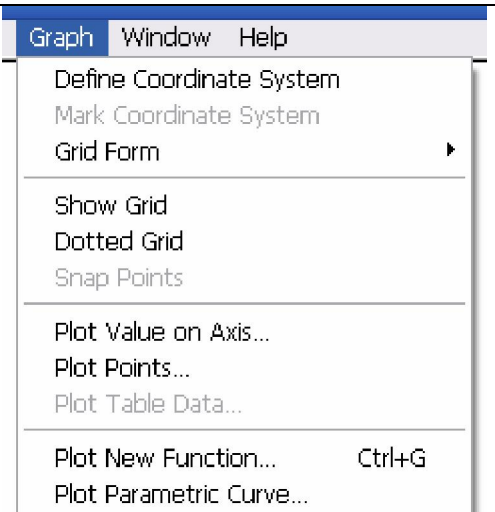 Graph Window Help
Define Coordinate System
Mark Coordinate System
Grid Form
Show Grid
Dotted Grid
Snap Points
Plot Value on Axis...
Plot Points...
Plot Table Data...
Plot New Function... Ctrl+G
Plot Parametric Curve...